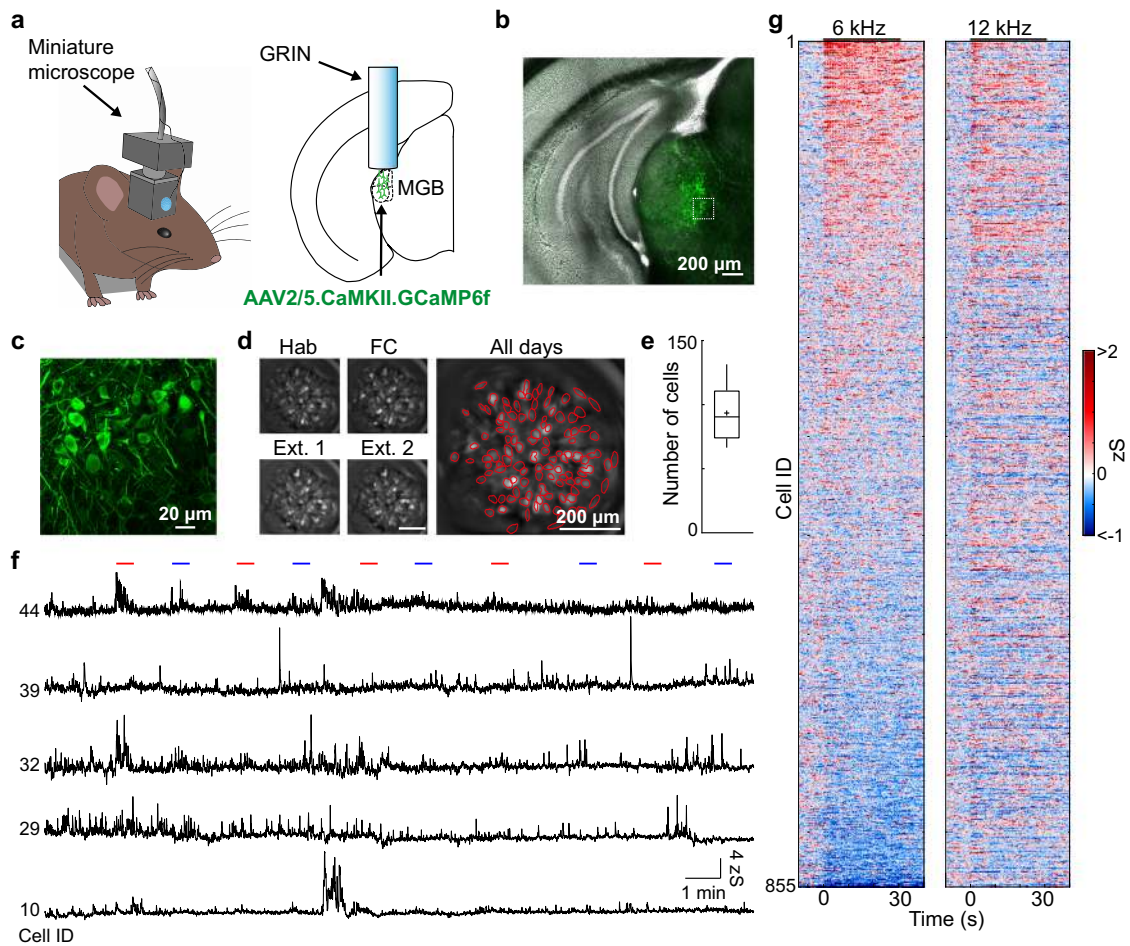 a
Miniature
microscope
GRIN
MGB
AAV2/5.CaMKII.GCaMP6f
b
200 µm
c
20 µm
d
Hab
FC
All days
Ext. 1
Ext. 2
200 µm
e
150
Number of cells
0
f
44
39
32
29
10
Cell ID
4 zS
1 min
g
6 kHz
12 kHz
1
Cell ID
855
0
30
0
30
Time (s)
>2
0
<-1
zS